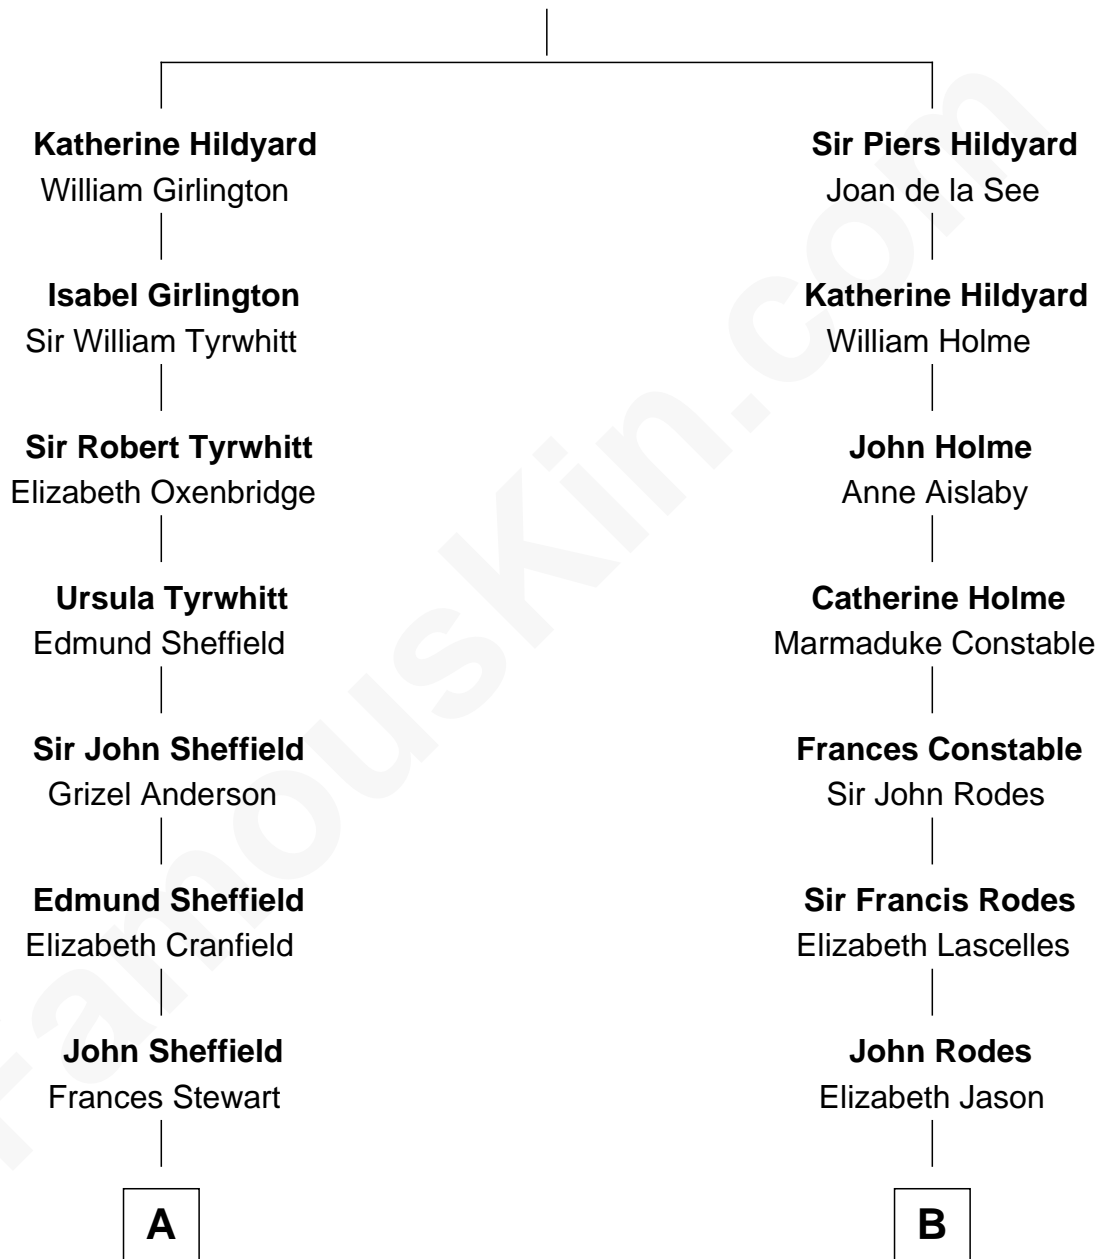 Katherine Hildyard
William Girlington
Isabel Girlington
Sir William Tyrwhitt
Sir Robert Tyrwhitt
Elizabeth Oxenbridge
Ursula Tyrwhitt
Edmund Sheffield
Sir John Sheffield
Grizel Anderson
Edmund Sheffield
Elizabeth Cranfield
John Sheffield
Frances Stewart
A
Sir Piers Hildyard
Joan de la See
Katherine Hildyard
William Holme
John Holme
Anne Aislaby
Catherine Holme
Marmaduke Constable
Frances Constable
Sir John Rodes
Sir Francis Rodes
Elizabeth Lascelles
John Rodes
Elizabeth Jason
B
FamousKin.com